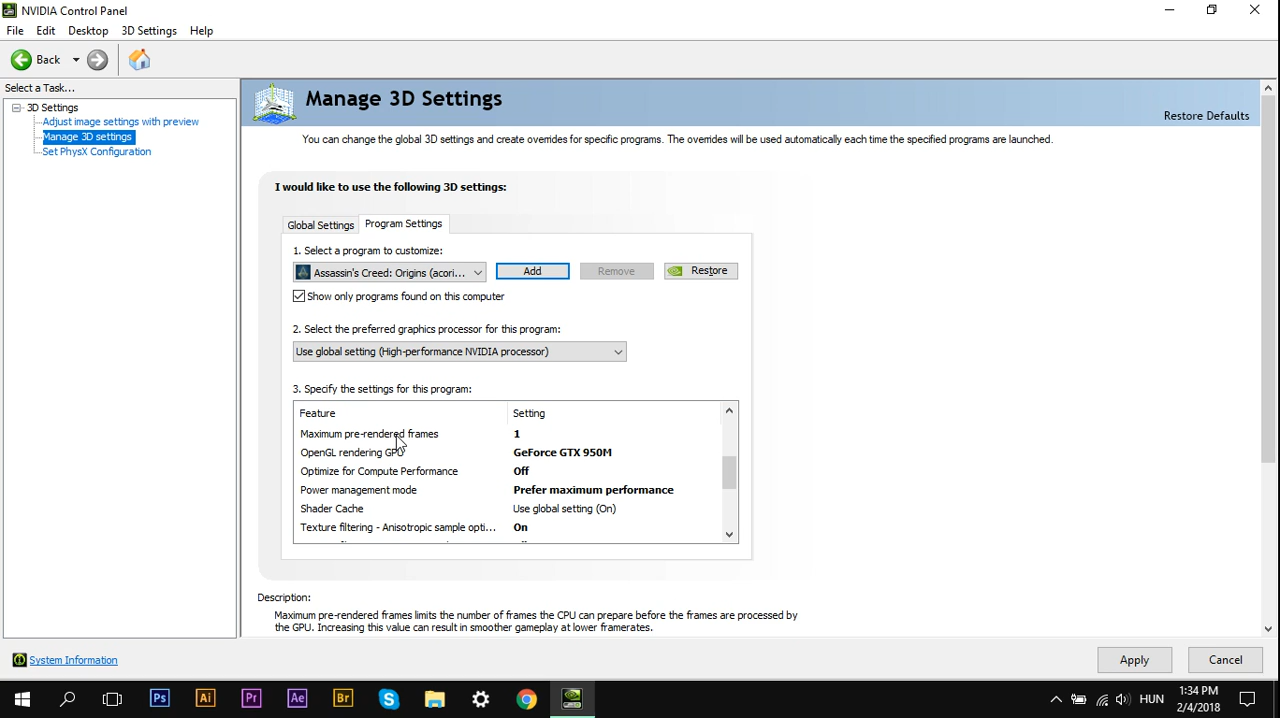 NVIDIA Control Panel
File Edit Desktop 3D Settings Help
Back
Select a Task...
3D Settings
Adjust image settings with preview
Manage 3D settings
Set PhysX Configuration
Manage 3D Settings
Restore Defaults
You can change the global 3D settings and create overrides for specific programs. The overrides will be used automatically each time the specified programs are launched.
I would like to use the following 3D settings:
Global Settings Program Settings
1. Select a program to customize:
Assassin's Creed: Origins (acori... Add Remove Restore
Show only programs found on this computer
2. Select the preferred graphics processor for this program:
Use global setting (High-performance NVIDIA processor)
3. Specify the settings for this program:
Feature Setting
Maximum pre-rendered frames 1
OpenGL rendering GPU GeForce GTX 950M
Optimize for Compute Performance Off
Power management mode Prefer maximum performance
Shader Cache Use global setting (On)
Texture filtering - Anisotropic sample opti... On
Description:
Maximum pre-rendered frames limits the number of frames the CPU can prepare before the frames are processed by
the GPU. Increasing this value can result in smoother gameplay at lower framerates.
System Information
Apply Cancel
Ps Ai Pr Ae Br HUN 1:34 PM
2/4/2018